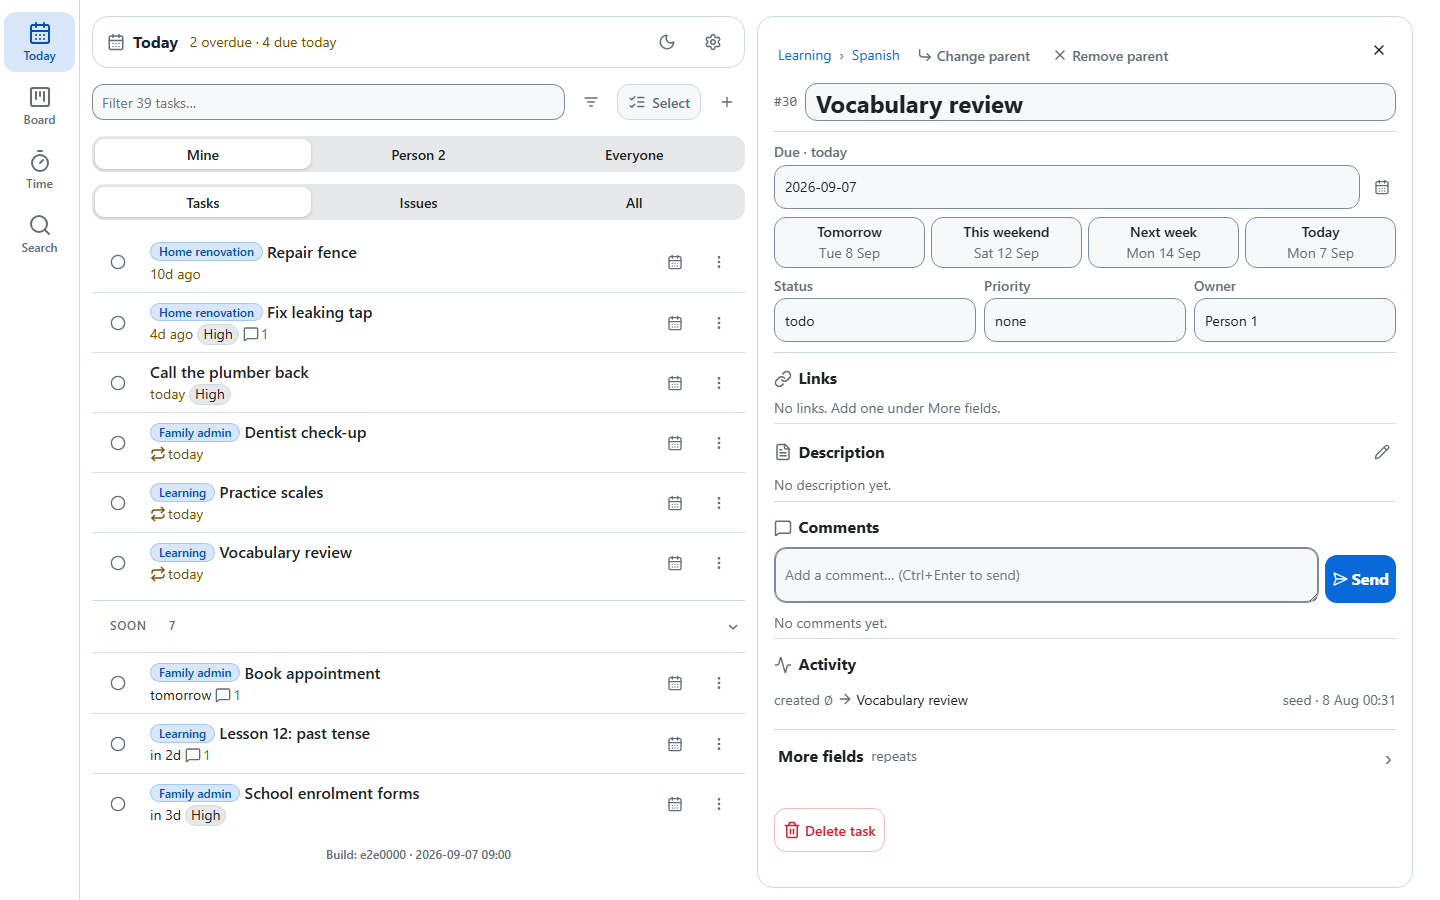 Today
Board
Time
Search
Today 2 overdue · 4 due today
Filter 39 tasks...
Select
Mine Person 2 Everyone
Tasks Issues All
Home renovation Repair fence
10d ago
Home renovation Fix leaking tap
4d ago High 1
Call the plumber back
today High
Family admin Dentist check-up
today
Learning Practice scales
today
Learning Vocabulary review
today
SOON 7
Family admin Book appointment
tomorrow 1
Learning Lesson 12: past tense
in 2d 1
Family admin School enrolment forms
in 3d High
Build: e2e0000 · 2026-09-07 09:00
Learning › Spanish Change parent Remove parent
#30 Vocabulary review
Due · today
2026-09-07
Tomorrow This weekend Next week Today
Tue 8 Sep Sat 12 Sep Mon 14 Sep Mon 7 Sep
Status Priority Owner
todo none Person 1
Links
No links. Add one under More fields.
Description
No description yet.
Comments
Add a comment... (Ctrl+Enter to send)
Send
No comments yet.
Activity
created ∅ → Vocabulary review seed · 8 Aug 00:31
More fields repeats
Delete task